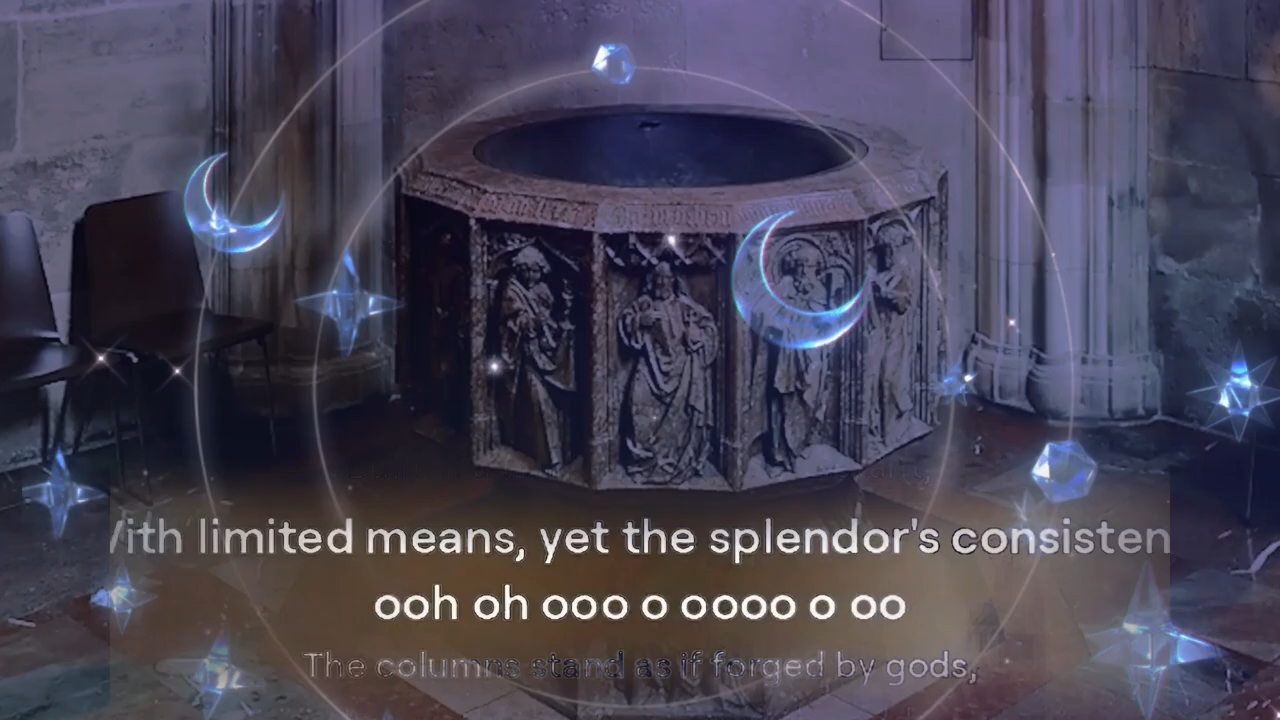 ith limited means, yet the splendor's consisten
ooh oh ooo o oooo o oo
The columns stand as if forged by gods,